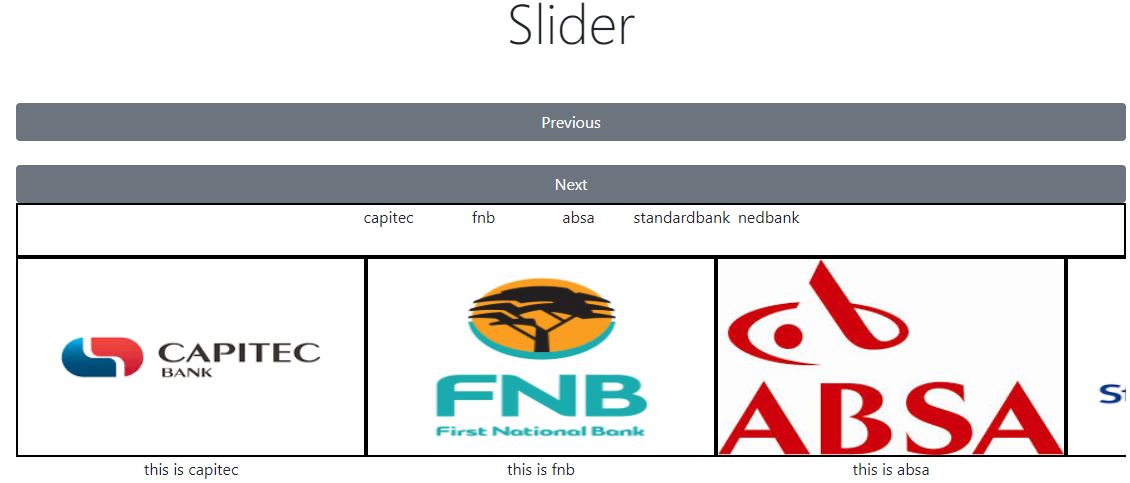 Slider
Previous
Next
capitec fnb absa standardbank nedbank
CAPITEC
BANK
FNB
First National Bank
ABSA
this is capitec this is fnb this is absa